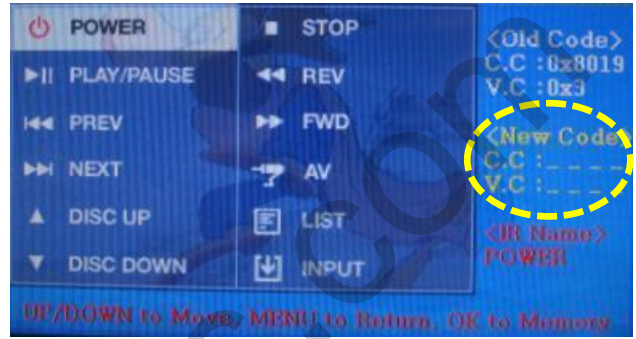 POWER
PLAY/PAUSE
PREV
NEXT
DISC UP
DISC DOWN
STOP
REV
FWD
AV
LIST
INPUT
<Old Code>
C.C :0x8019
V.C :0x3
<New Code>
C.C :_ _ _ _
V.C :_ _ _
<IR Name>
POWER
UP/DOWN to Move, MENU to Return, OK to Memory